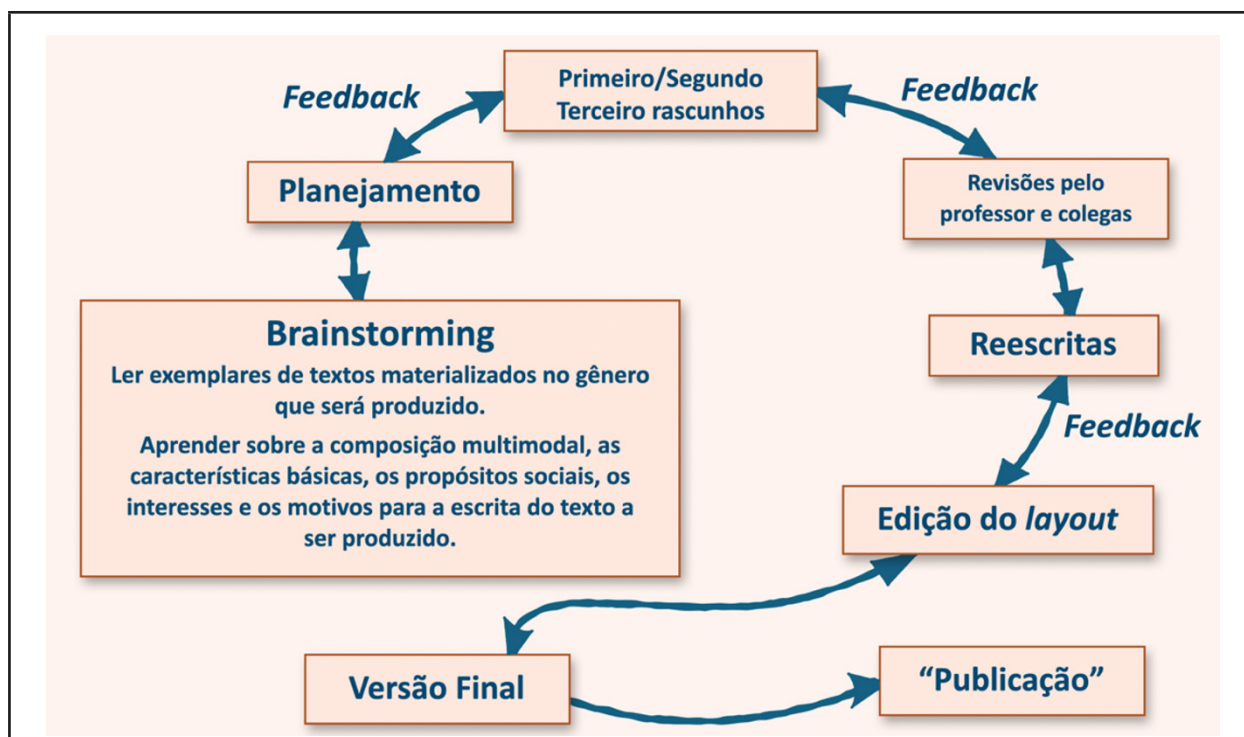 Feedback
Primeiro/Segundo
Terceiro rascunhos
Feedback
Planejamento
Revisões pelo
professor e colegas
Brainstorming
Ler exemplares de textos materializados no gênero
que será produzido.
Aprender sobre a composição multimodal, as
características básicas, os propósitos sociais, os
interesses e os motivos para a escrita do texto a
ser produzido.
Reescritas
Feedback
Edição do layout
Versão Final
“Publicação”